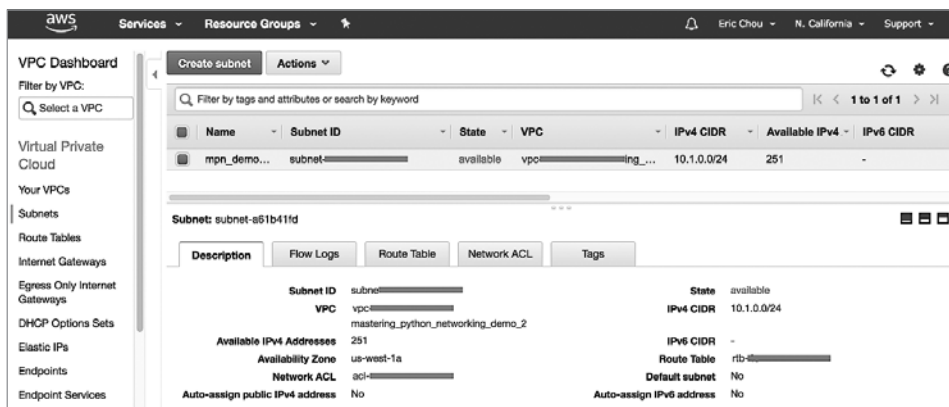 aws Services Resource Groups Eric Chou N. California Support
VPC Dashboard
Filter by VPC:
Select a VPC
Virtual Private
Cloud
Your VPCs
Subnets
Route Tables
Internet Gateways
Egress Only Internet
Gateways
DHCP Options Sets
Elastic IPs
Endpoints
Endpoint Services
Create subnet Actions
Filter by tags and attributes or search by keyword 1 to 1 of 1
Name Subnet ID State VPC IPv4 CIDR Available IPv4 IPv6 CIDR
mpn_demo... subnet- available vpc ing_... 10.1.0.0/24 251 -
Subnet: subnet-a61b41fd
Description Flow Logs Route Table Network ACL Tags
Subnet ID subne State available
VPC vpc- IPv4 CIDR 10.1.0.0/24
mastering_python_networking_demo_2
Available IPv4 Addresses 251 IPv6 CIDR -
Availability Zone us-west-1a Route Table rtb-
Network ACL acl- Default subnet No
Auto-assign public IPv4 address No Auto-assign IPv6 address No